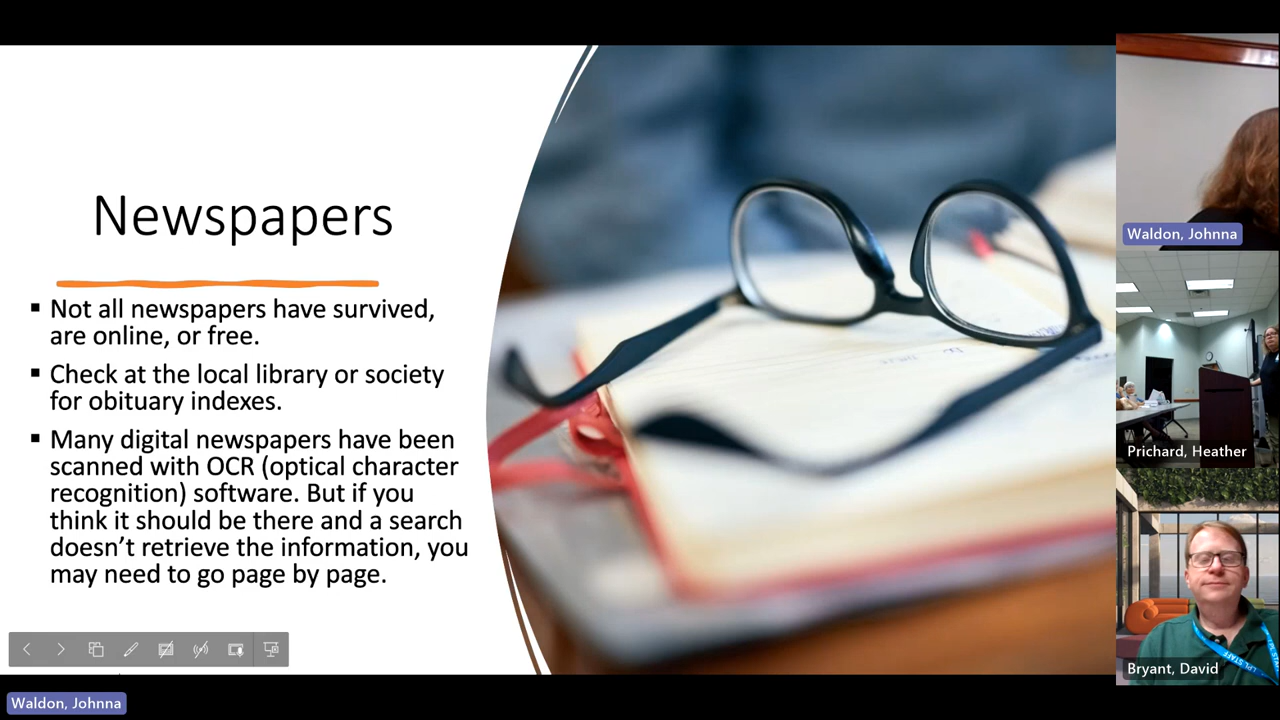 Newspapers
▪ Not all newspapers have survived,
are online, or free.
▪ Check at the local library or society
for obituary indexes.
▪ Many digital newspapers have been
scanned with OCR (optical character
recognition) software. But if you
think it should be there and a search
doesn’t retrieve the information, you
may need to go page by page.
Waldon, Johnna
Waldon, Johnna
Prichard, Heather
LPL STAFF
Bryant, David